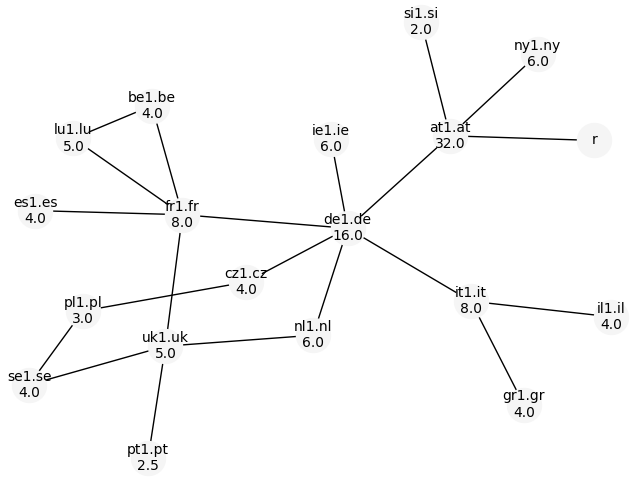 si1.si
2.0
ny1.ny
6.0
be1.be
4.0
lu1.lu
5.0
ie1.ie
6.0
at1.at
32.0
r
es1.es
4.0
fr1.fr
8.0
de1.de
16.0
cz1.cz
4.0
pl1.pl
3.0
it1.it
8.0
il1.il
4.0
nl1.nl
6.0
uk1.uk
5.0
se1.se
4.0
gr1.gr
4.0
pt1.pt
2.5